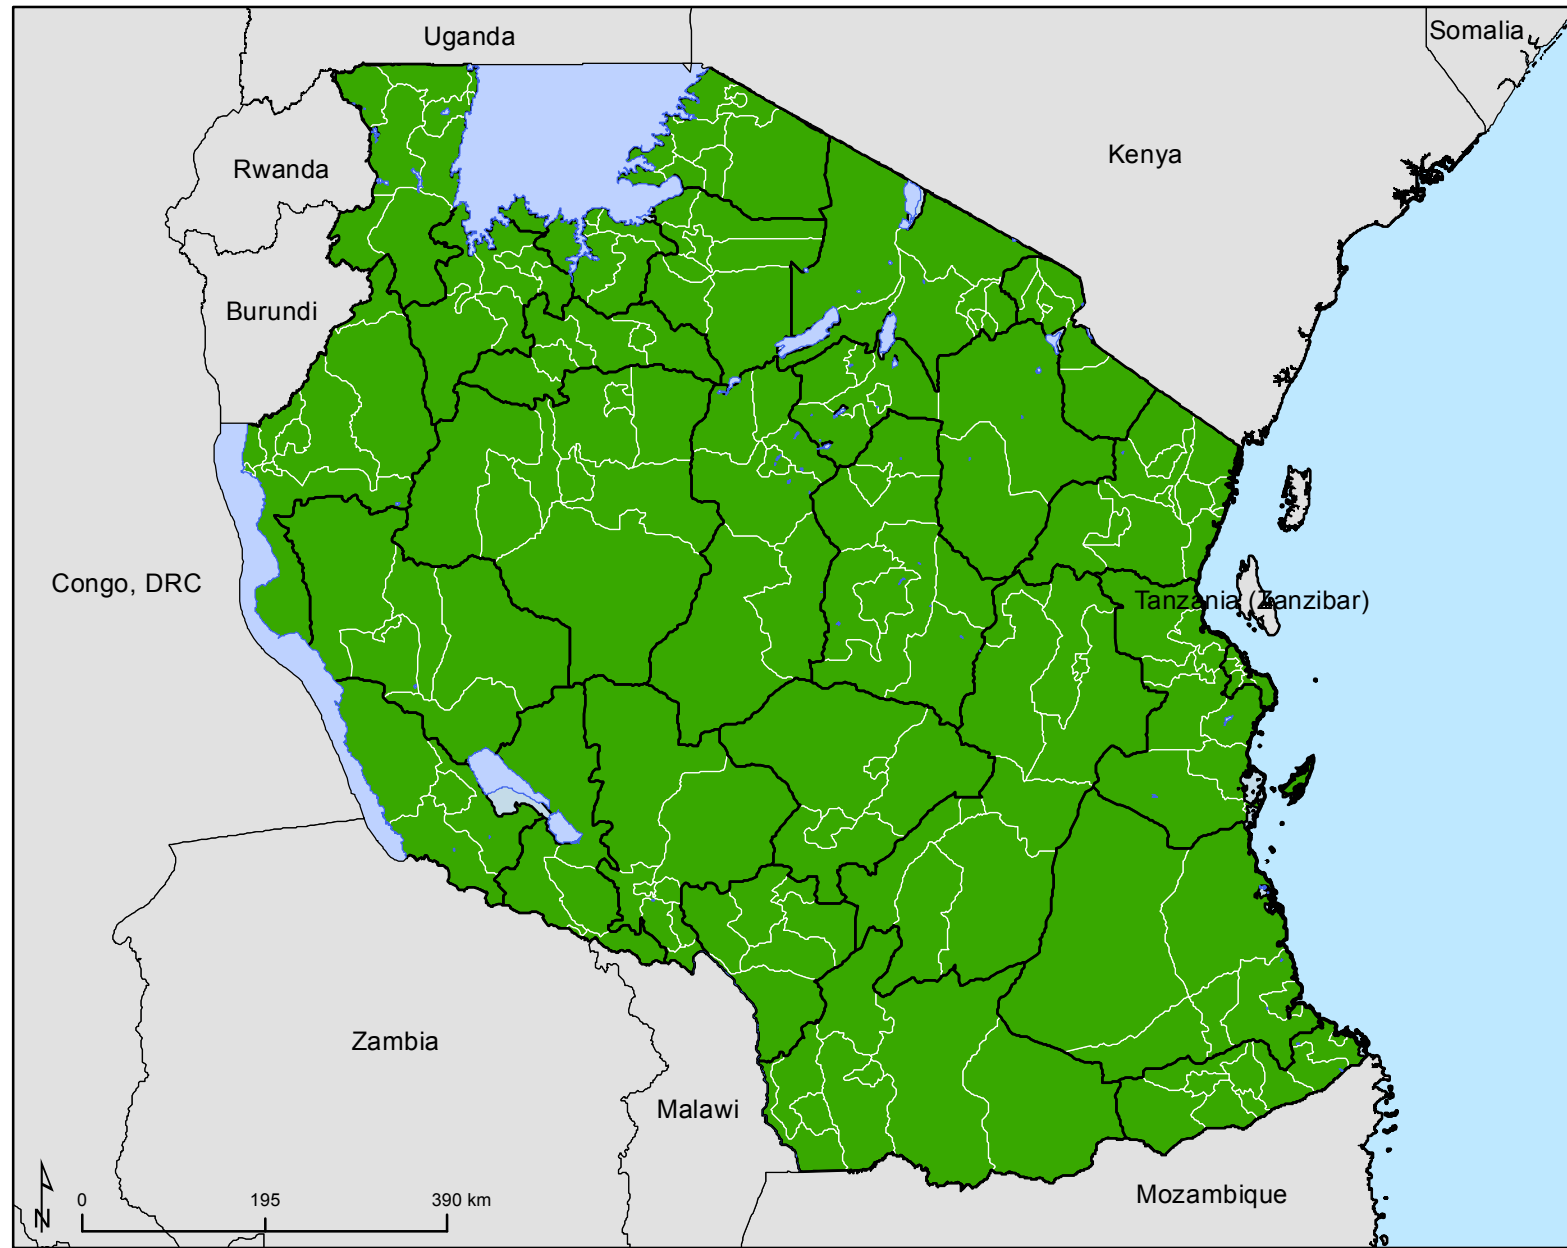 Uganda
Somalia
Kenya
Rwanda
Burundi
Congo, DRC
Tanzania (Zanzibar)
Zambia
Malawi
Mozambique
N
0 195 390 km